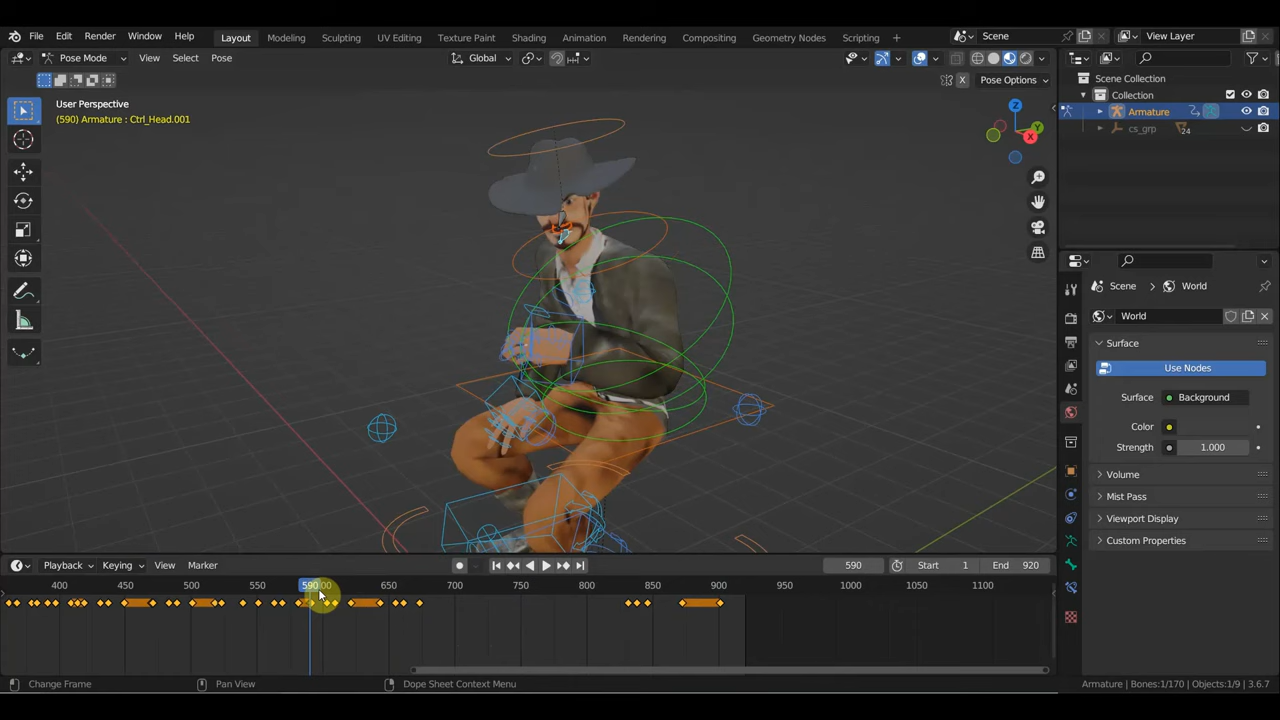 File Edit Render Window Help Layout Modeling Sculpting UV Editing Texture Paint Shading Animation Rendering Compositing Geometry Nodes Scripting + Scene View Layer
Pose Mode View Select Pose Global
X Pose Options
User Perspective
(590) Armature : Ctrl_Head.001
Z
Y
X
Scene Collection
Collection
Armature
cs_grp 24
Scene > World
World
Surface
Use Nodes
Surface Background
Color
Strength 1.000
Volume
Mist Pass
Viewport Display
Custom Properties
Playback Keying View Marker 590 Start 1 End 920
400 450 500 550 590 650 700 750 800 850 900 950 1000 1050 1100
Change Frame Pan View Dope Sheet Context Menu Armature | Bones:1/170 | Objects:1/9 | 3.6.7